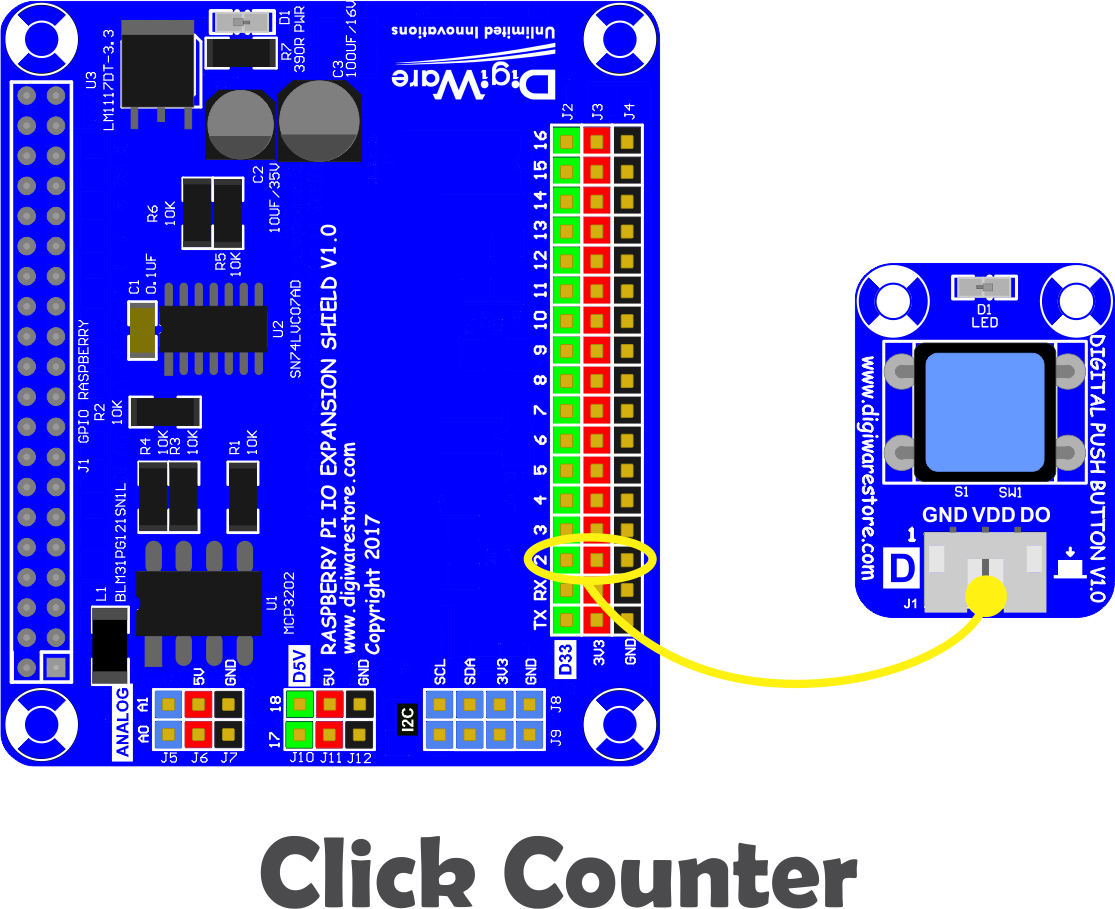 D1
PWR
R7
390R
U3
LM1117DT-3.3
C3
100UF/16V
Unlimited Innovations
DigiWare
C2
10UF/35V
J2
J3
J4
16
15
14
13
12
11
10
9
8
7
6
5
4
3
2
RX
TX
R6
10K
R5
10K
C1
0.1UF
U2
SN74LVC07AD
J1 GPIO RASPBERRY
R2
10K
R4
10K
R3
10K
R1
10K
RASPBERRY PI IO EXPANSION SHIELD V1.0
www.digiwarestore.com
Copyright 2017
L1
BLM31PG121SN1L
U1
MCP3202
D33
3V3
GND
ANALOG
A1
A0
5V
GND
J5
J6
J7
D5V
18
17
5V
GND
J10
J11
J12
I2C
SCL
SDA
3V3
GND
J8
J9
D1
LED
www.digiwarestore.com
DIGITAL PUSH BUTTON V1.0
S1
SW1
GND VDD DO
1
D
J1
Click Counter